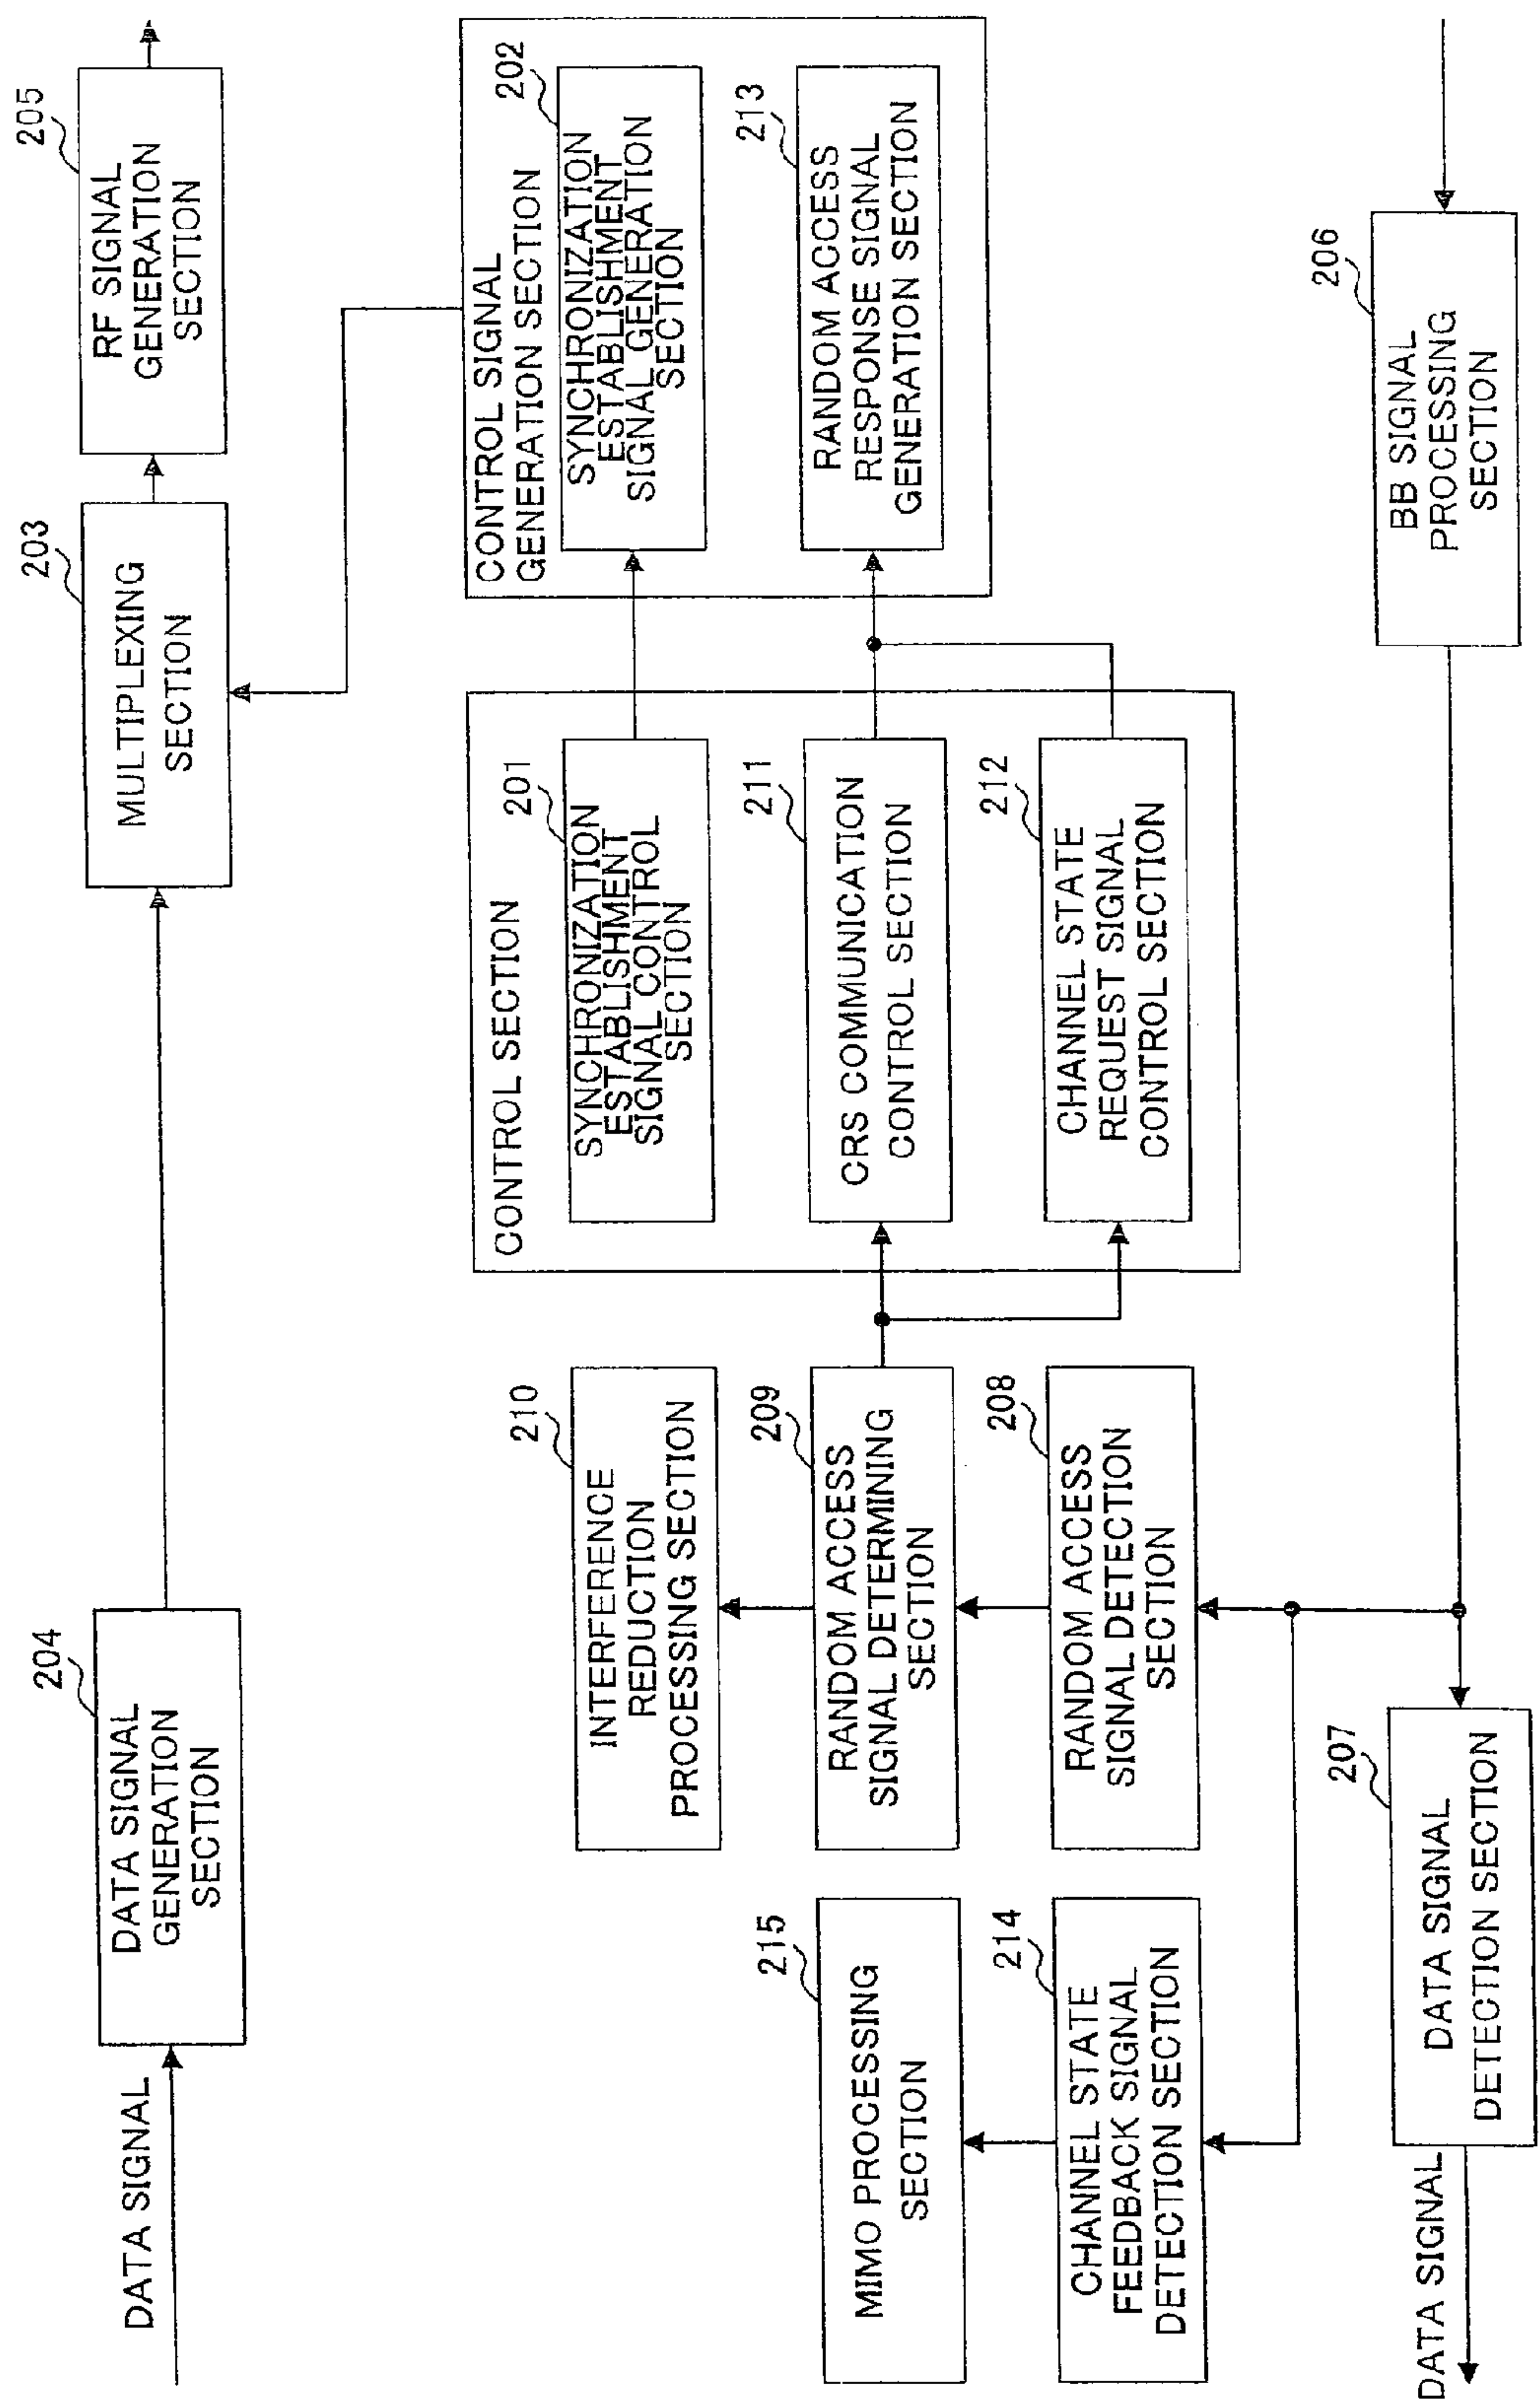 DATA SIGNAL
204
DATA SIGNAL
GENERATION
SECTION
203
MULTIPLEXING
SECTION
205
RF SIGNAL
GENERATION
SECTION
210
INTERFERENCE
REDUCTION
PROCESSING SECTION
CONTROL SECTION
201
SYNCHRONIZATION
ESTABLISHMENT
SIGNAL CONTROL
SECTION
CONTROL SIGNAL
GENERATION SECTION
202
SYNCHRONIZATION
ESTABLISHMENT
SIGNAL GENERATION
SECTION
215
MIMO PROCESSING
SECTION
209
RANDOM ACCESS
SIGNAL DETERMINING
SECTION
211
CRS COMMUNICATION
CONTROL SECTION
213
RANDOM ACCESS
RESPONSE SIGNAL
GENERATION SECTION
214
CHANNEL STATE
FEEDBACK SIGNAL
DETECTION SECTION
208
RANDOM ACCESS
SIGNAL DETECTION
SECTION
212
CHANNEL STATE
REQUEST SIGNAL
CONTROL SECTION
DATA SIGNAL
207
DATA SIGNAL
DETECTION SECTION
206
BB SIGNAL
PROCESSING
SECTION